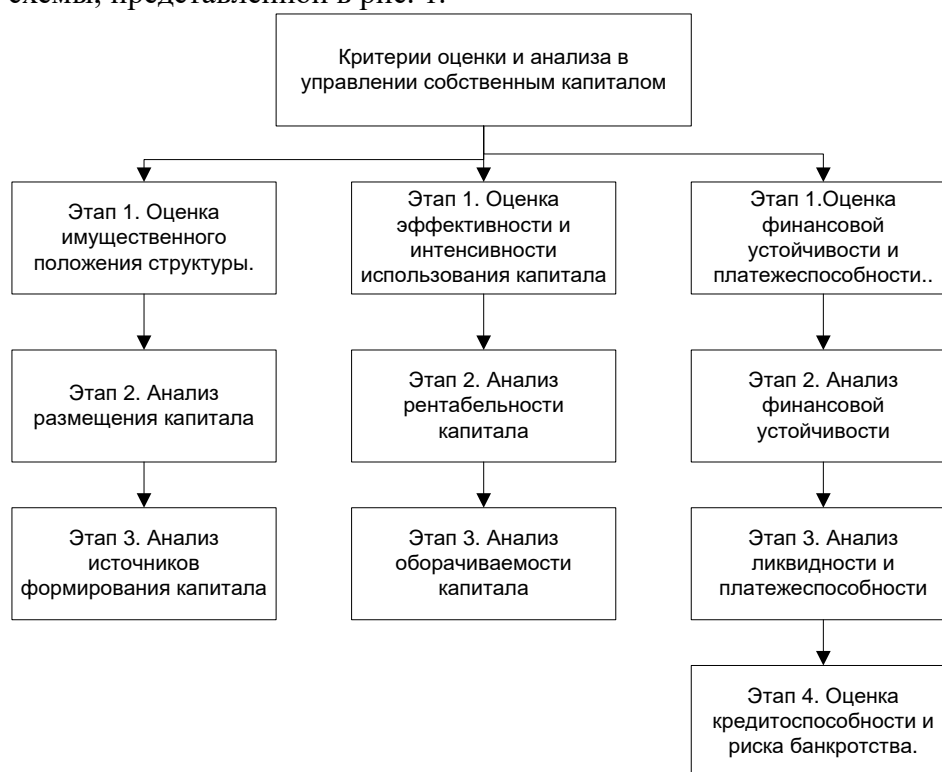 схемы, представленной в рис. 1.
Критерии оценки и анализа в
управлении собственным капиталом
Этап 1. Оценка
имущественного
положения структуры.
Этап 2. Анализ
размещения капитала
Этап 3. Анализ
источников
формирования капитала
Этап 1. Оценка
эффективности и
интенсивности
использования капитала
Этап 2. Анализ
рентабельности
капитала
Этап 3. Анализ
оборачиваемости
капитала
Этап 1.Оценка
финансовой
устойчивости и
платежеспособности..
Этап 2. Анализ
финансовой
устойчивости
Этап 3. Анализ
ликвидности и
платежеспособности
Этап 4. Оценка
кредитоспособности и
риска банкротства.